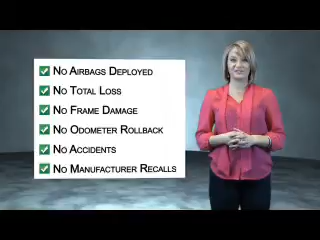 No Airbags Deployed
No Total Loss
No Frame Damage
No Odometer Rollback
No Accidents
No Manufacturer Recalls